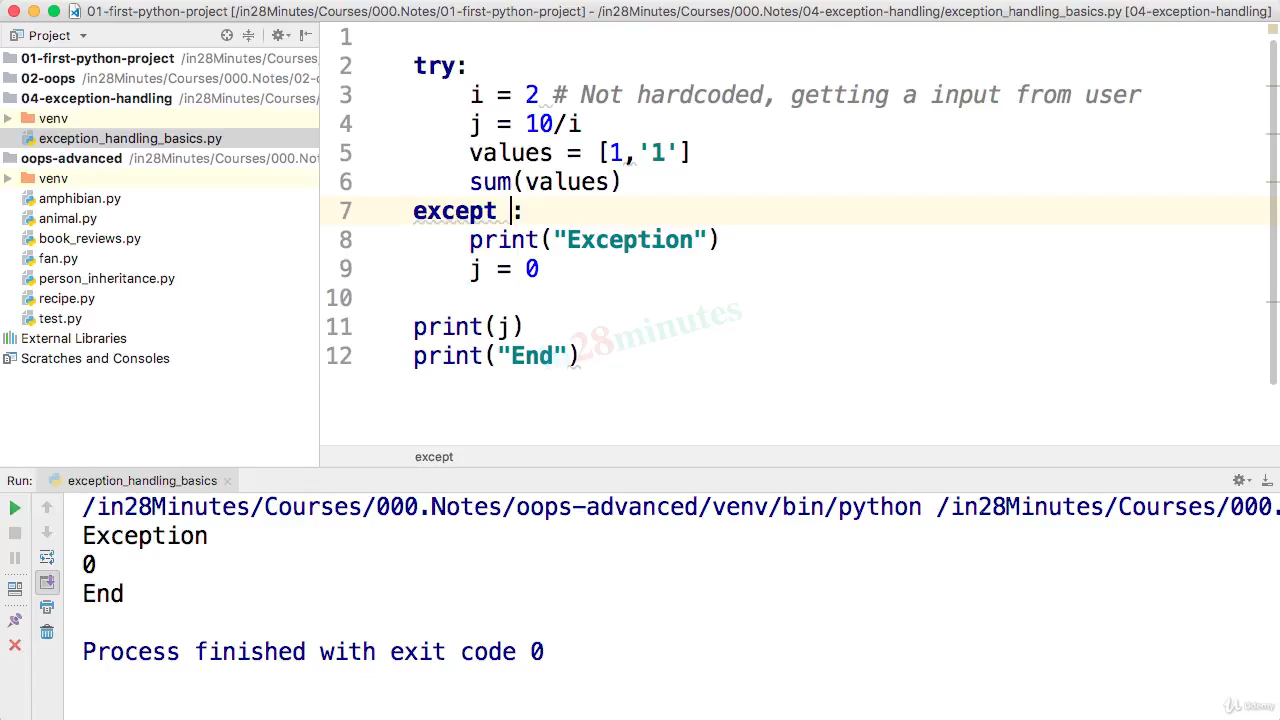 01-first-python-project [/in28Minutes/Courses/000.Notes/01-first-python-project] - /in28Minutes/Courses/000.Notes/04-exception-handling/exception_handling_basics.py [04-exception-handling]
Project
01-first-python-project /in28Minutes/Courses
02-oops /in28Minutes/Courses/000.Notes/02-
04-exception-handling /in28Minutes/Courses/
venv
exception_handling_basics.py
oops-advanced /in28Minutes/Courses/000.Not
venv
amphibian.py
animal.py
book_reviews.py
fan.py
person_inheritance.py
recipe.py
test.py
External Libraries
Scratches and Consoles
1
2 try:
3 i = 2 # Not hardcoded, getting a input from user
4 j = 10/i
5 values = [1,'1']
6 sum(values)
7 except :
8 print("Exception")
9 j = 0
10
11 print(j)
12 print("End")
28minutes
except
Run: exception_handling_basics
/in28Minutes/Courses/000.Notes/oops-advanced/venv/bin/python /in28Minutes/Courses/000.
Exception
0
End
Process finished with exit code 0
Udemy